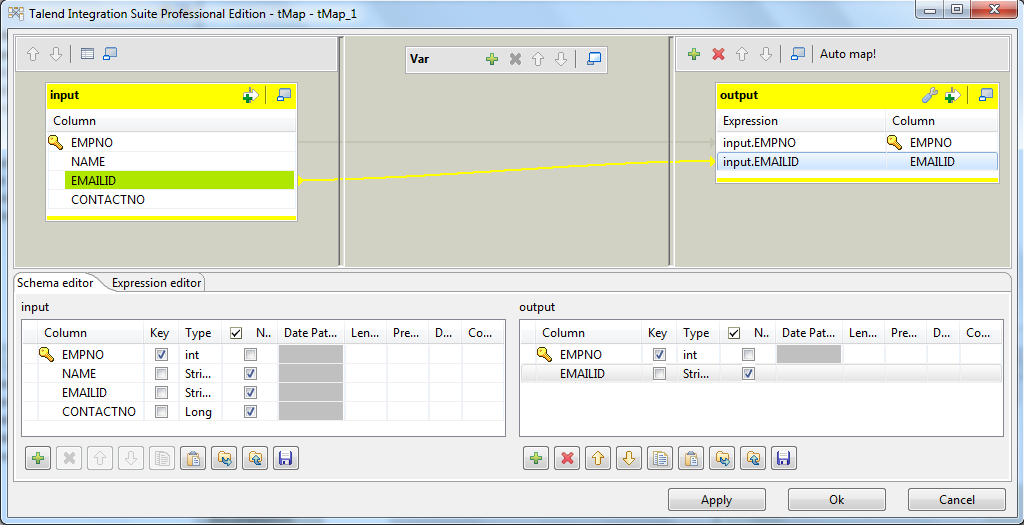 Talend Integration Suite Professional Edition - tMap - tMap_1
Var
Auto map!
input
Column
EMPNO
NAME
EMAILID
CONTACTNO
output
Expression Column
input.EMPNO EMPNO
input.EMAILID EMAILID
Schema editor Expression editor
input
Column Key Type N.. Date Pat... Len... Pre... D... Co...
EMPNO int
NAME Stri...
EMAILID Stri...
CONTACTNO Long
output
Column Key Type N.. Date Pat... Len... Pre... D... Co...
EMPNO int
EMAILID Stri...
Apply Ok Cancel